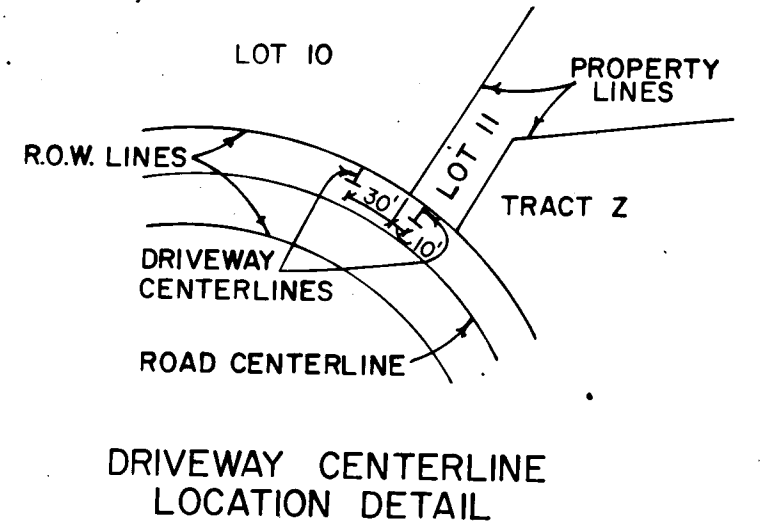 LOT 10
PROPERTY
LINES
LOT 11
R.O.W. LINES
30'
TRACT Z
10'
DRIVEWAY
CENTERLINES
ROAD CENTERLINE
DRIVEWAY CENTERLINE
LOCATION DETAIL